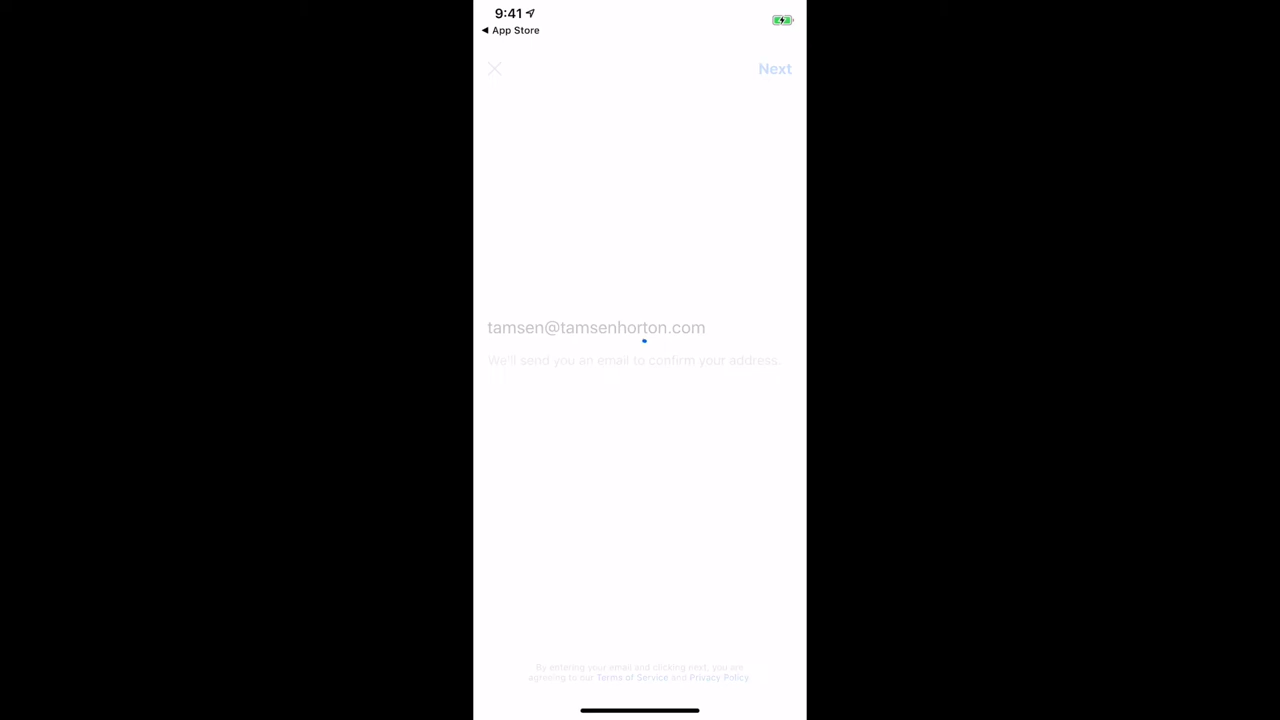 9:41
App Store
Next
tamsen@tamsenhorton.com
We'll send you an email to confirm your address.
By entering your email and clicking next, you are
agreeing to our Terms of Service and Privacy Policy